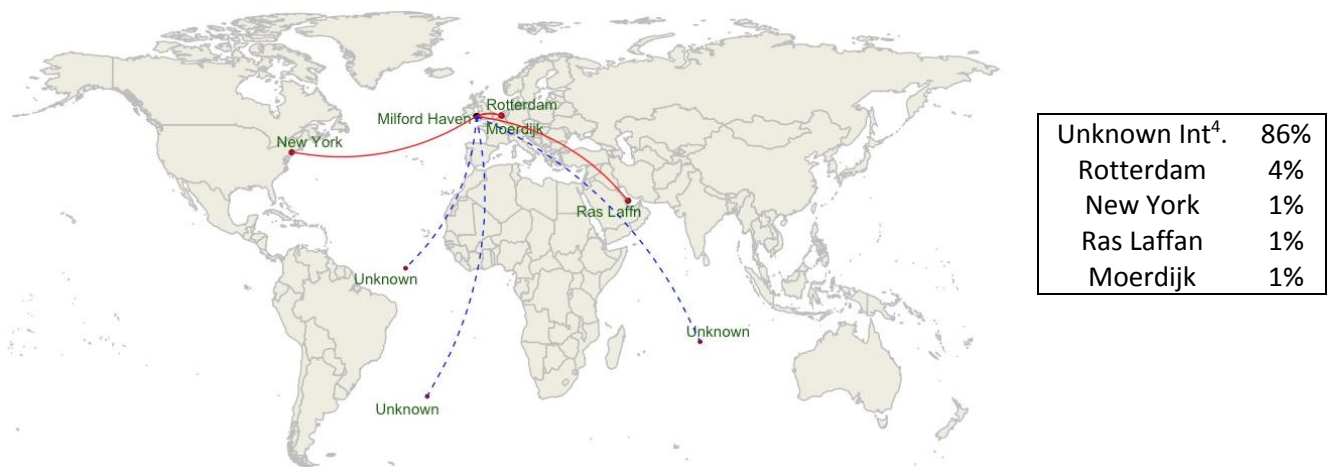 Rotterdam
Milford Haven
Moerdijk
New York
Ras Laffn
Unknown
Unknown
Unknown
Unknown Int⁴. 86%
Rotterdam 4%
New York 1%
Ras Laffan 1%
Moerdijk 1%